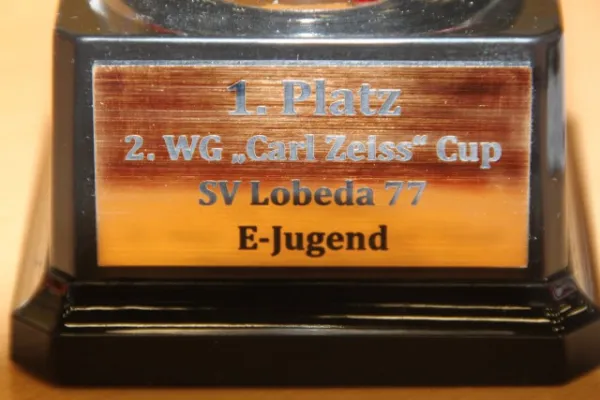 1. Platz
2. WG „Carl Zeiss“ Cup
SV Lobeda 77
E-Jugend